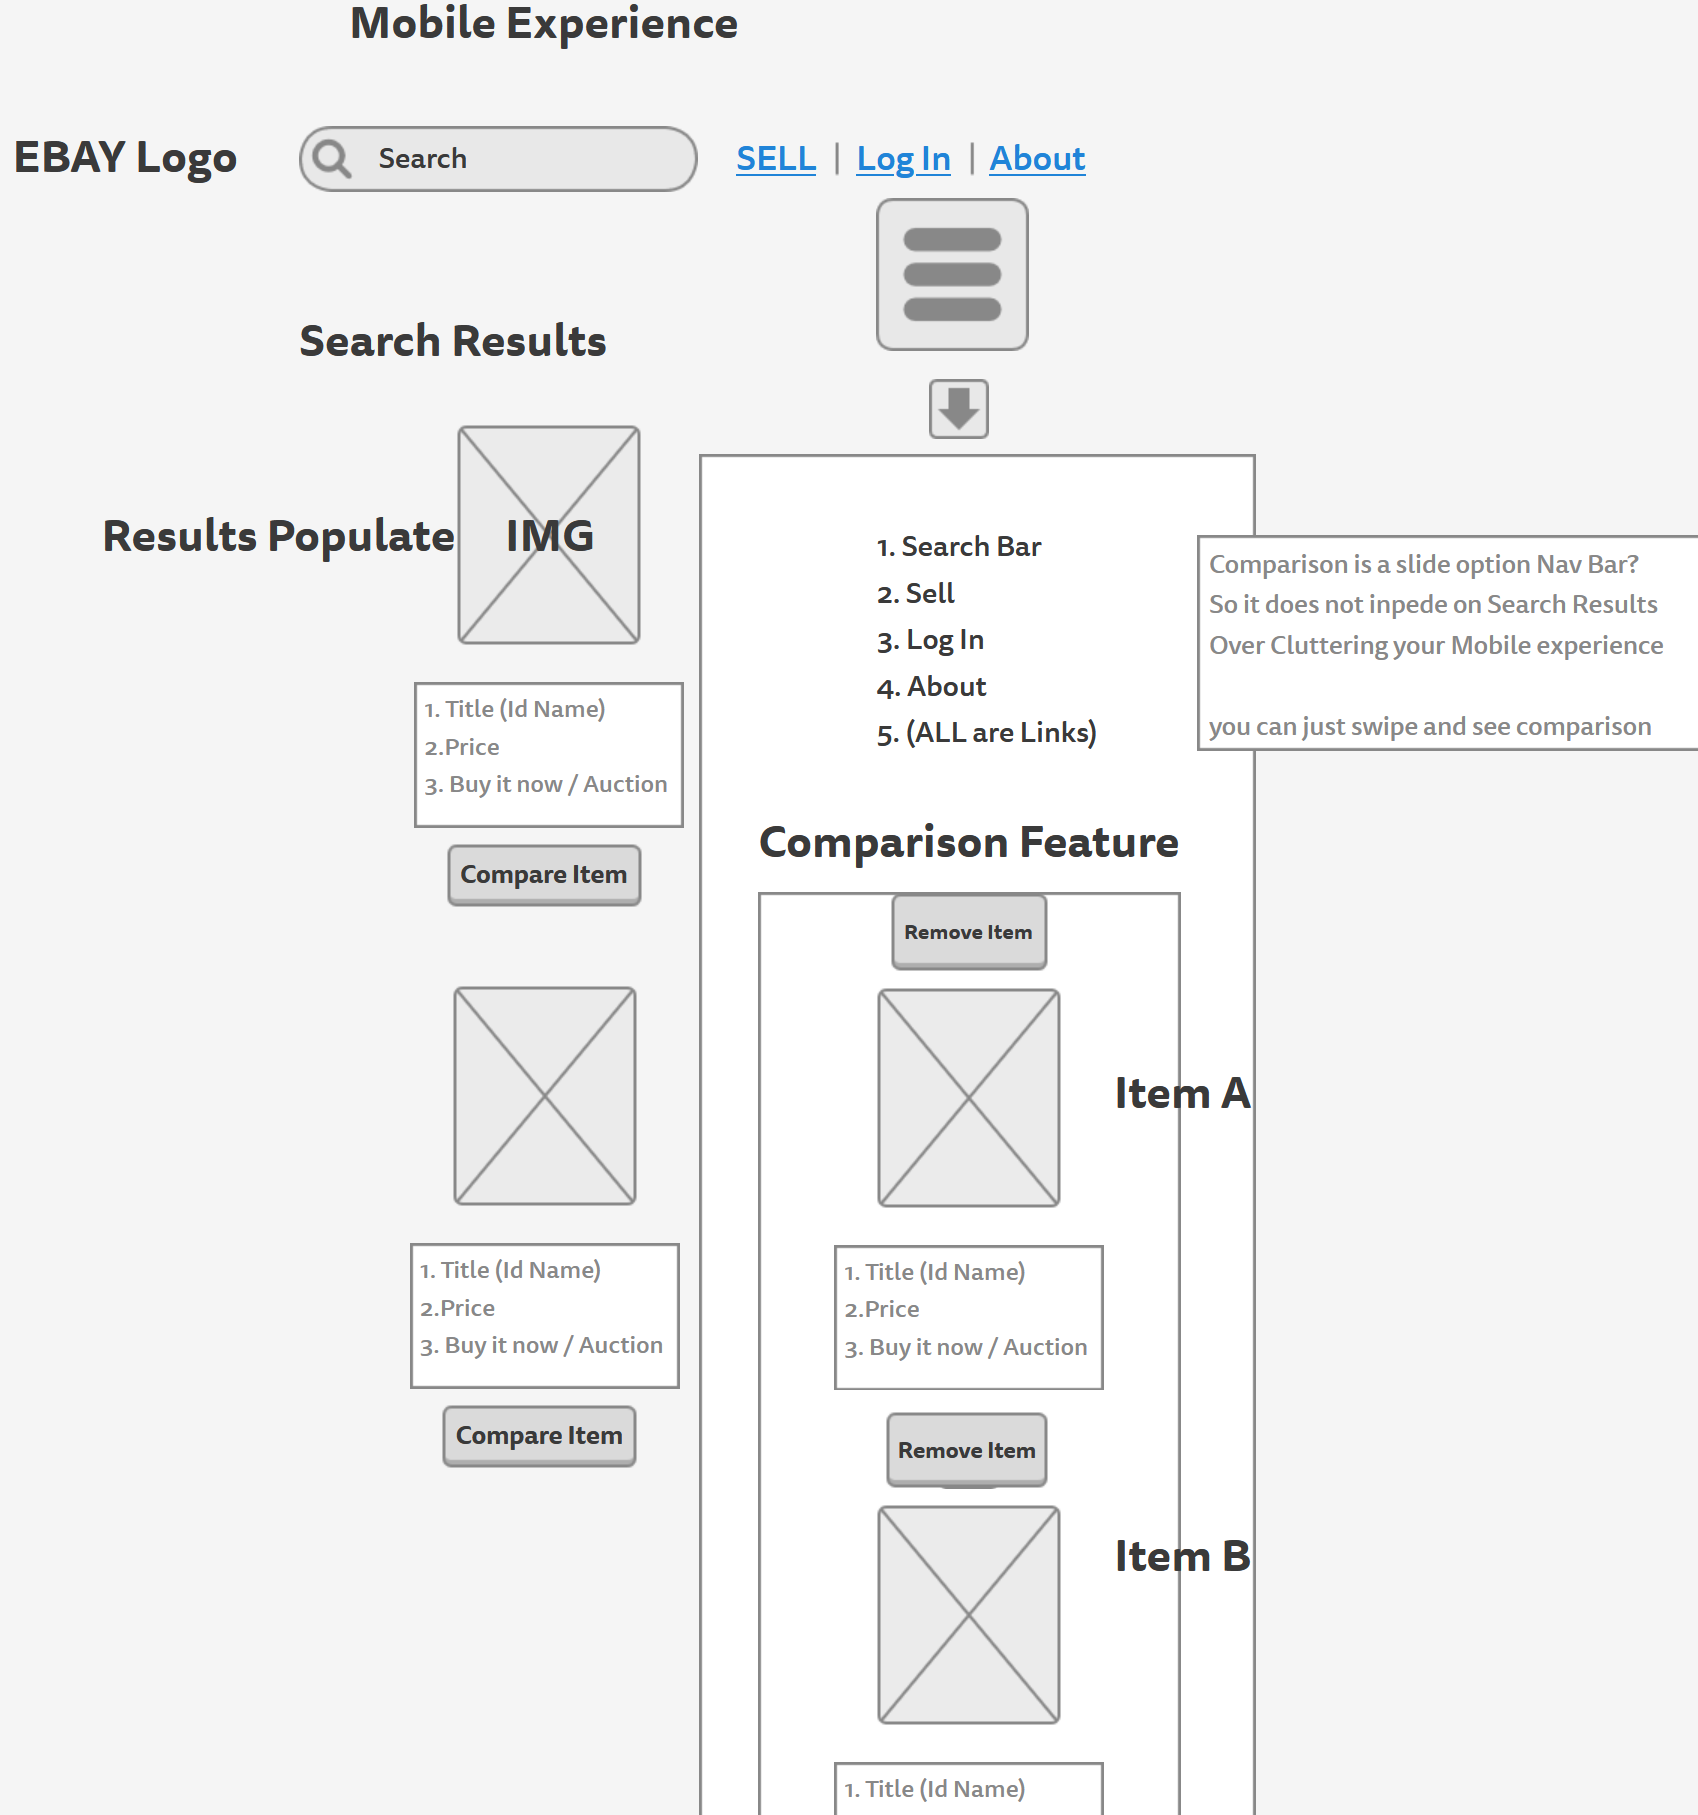 Mobile Experience
EBAY Logo
Search
SELL | Log In | About
Search Results
Results Populate
IMG
1. Title (Id Name)
2.Price
3. Buy it now / Auction
Compare Item
1. Title (Id Name)
2.Price
3. Buy it now / Auction
Compare Item
1. Search Bar
2. Sell
3. Log In
4. About
5. (ALL are Links)
Comparison is a slide option Nav Bar?
So it does not inpede on Search Results
Over Cluttering your Mobile experience
you can just swipe and see comparison
Comparison Feature
Remove Item
Item A
1. Title (Id Name)
2.Price
3. Buy it now / Auction
Remove Item
Item B
1. Title (Id Name)